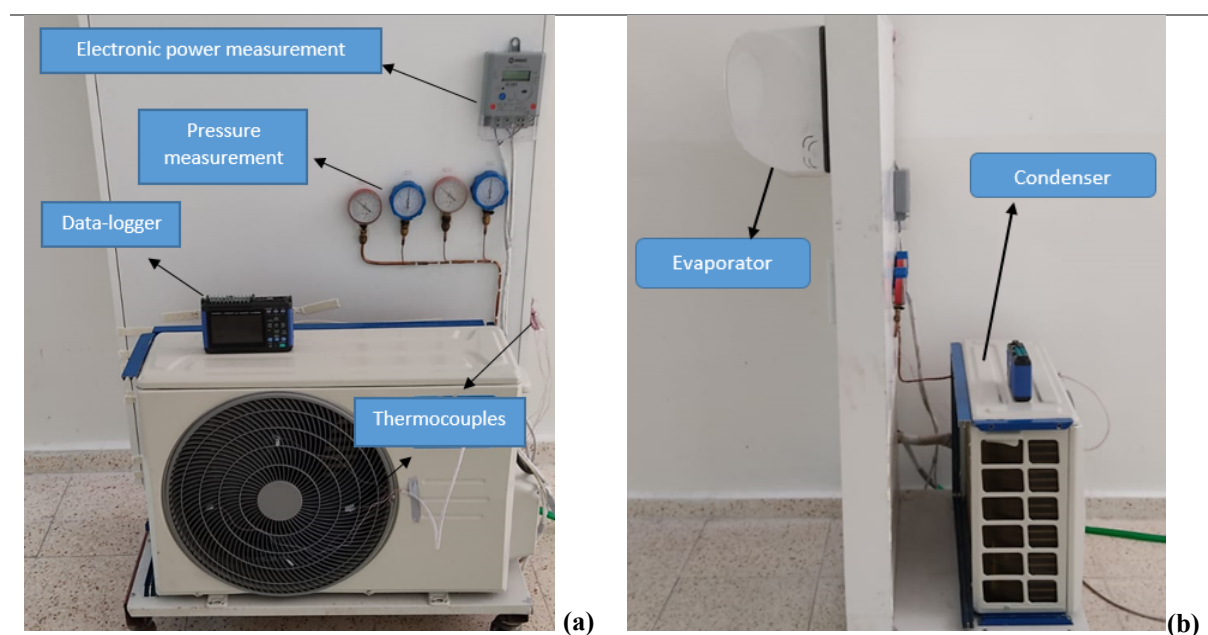 Electronic power measurement
Pressure
measurement
Data-logger
Thermocouples
(a)
Evaporator
Condenser
(b)